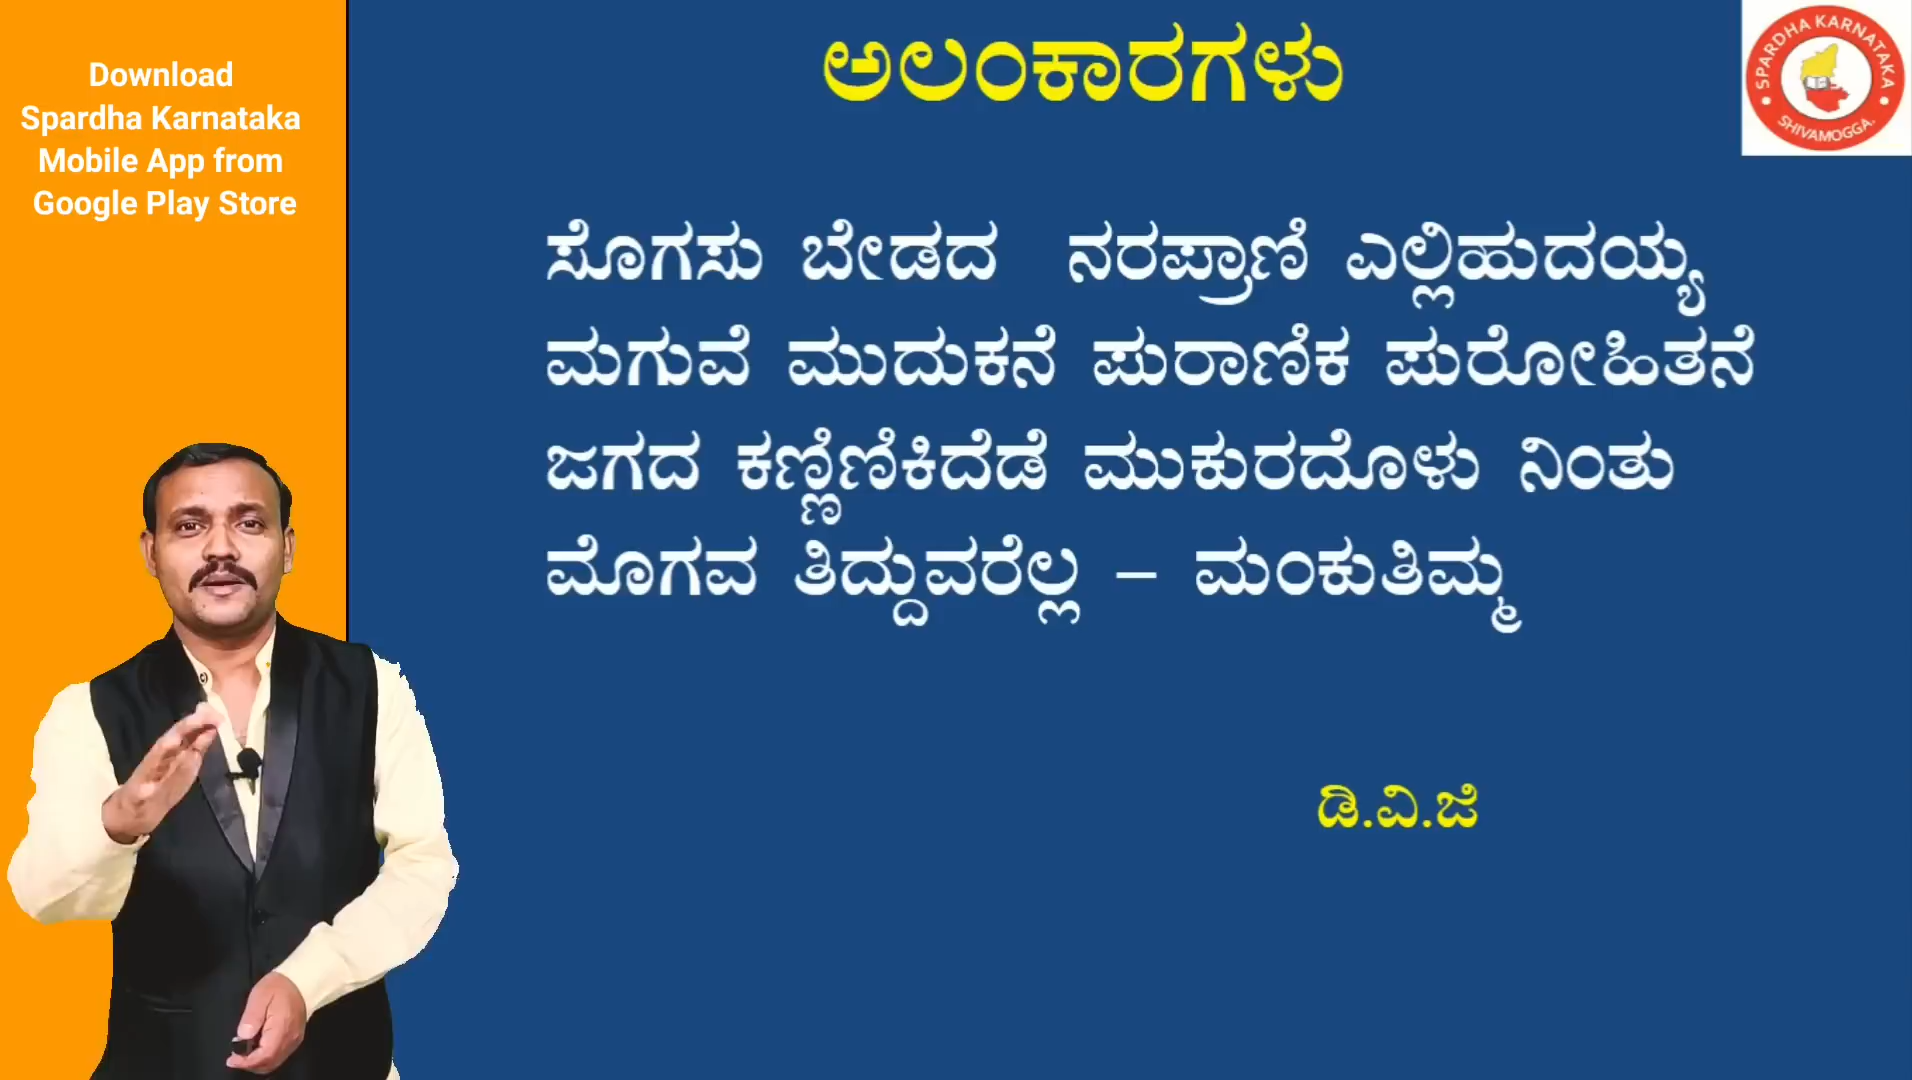 Download
Spardha Karnataka
Mobile App from
Google Play Store
ಅಲಂಕಾರಗಳು
SPARDHA KARNATAKA
SHIVAMOGGA.
ಸೊಗಸು ಬೇಡದ ನರಪ್ರಾಣಿ ಎಲ್ಲಿಹುದಯ್ಯ
ಮಗುವೆ ಮುದುಕನೆ ಪುರಾಣಿಕ ಪುರೋಹಿತನೆ
ಜಗದ ಕಣ್ಣಿಣಿಕಿದೆಡೆ ಮುಕುರದೊಳು ನಿಂತು
ಮೊಗವ ತಿದ್ದುವರೆಲ್ಲ – ಮಂಕುತಿಮ್ಮ
ಡಿ.ವಿ.ಜಿ